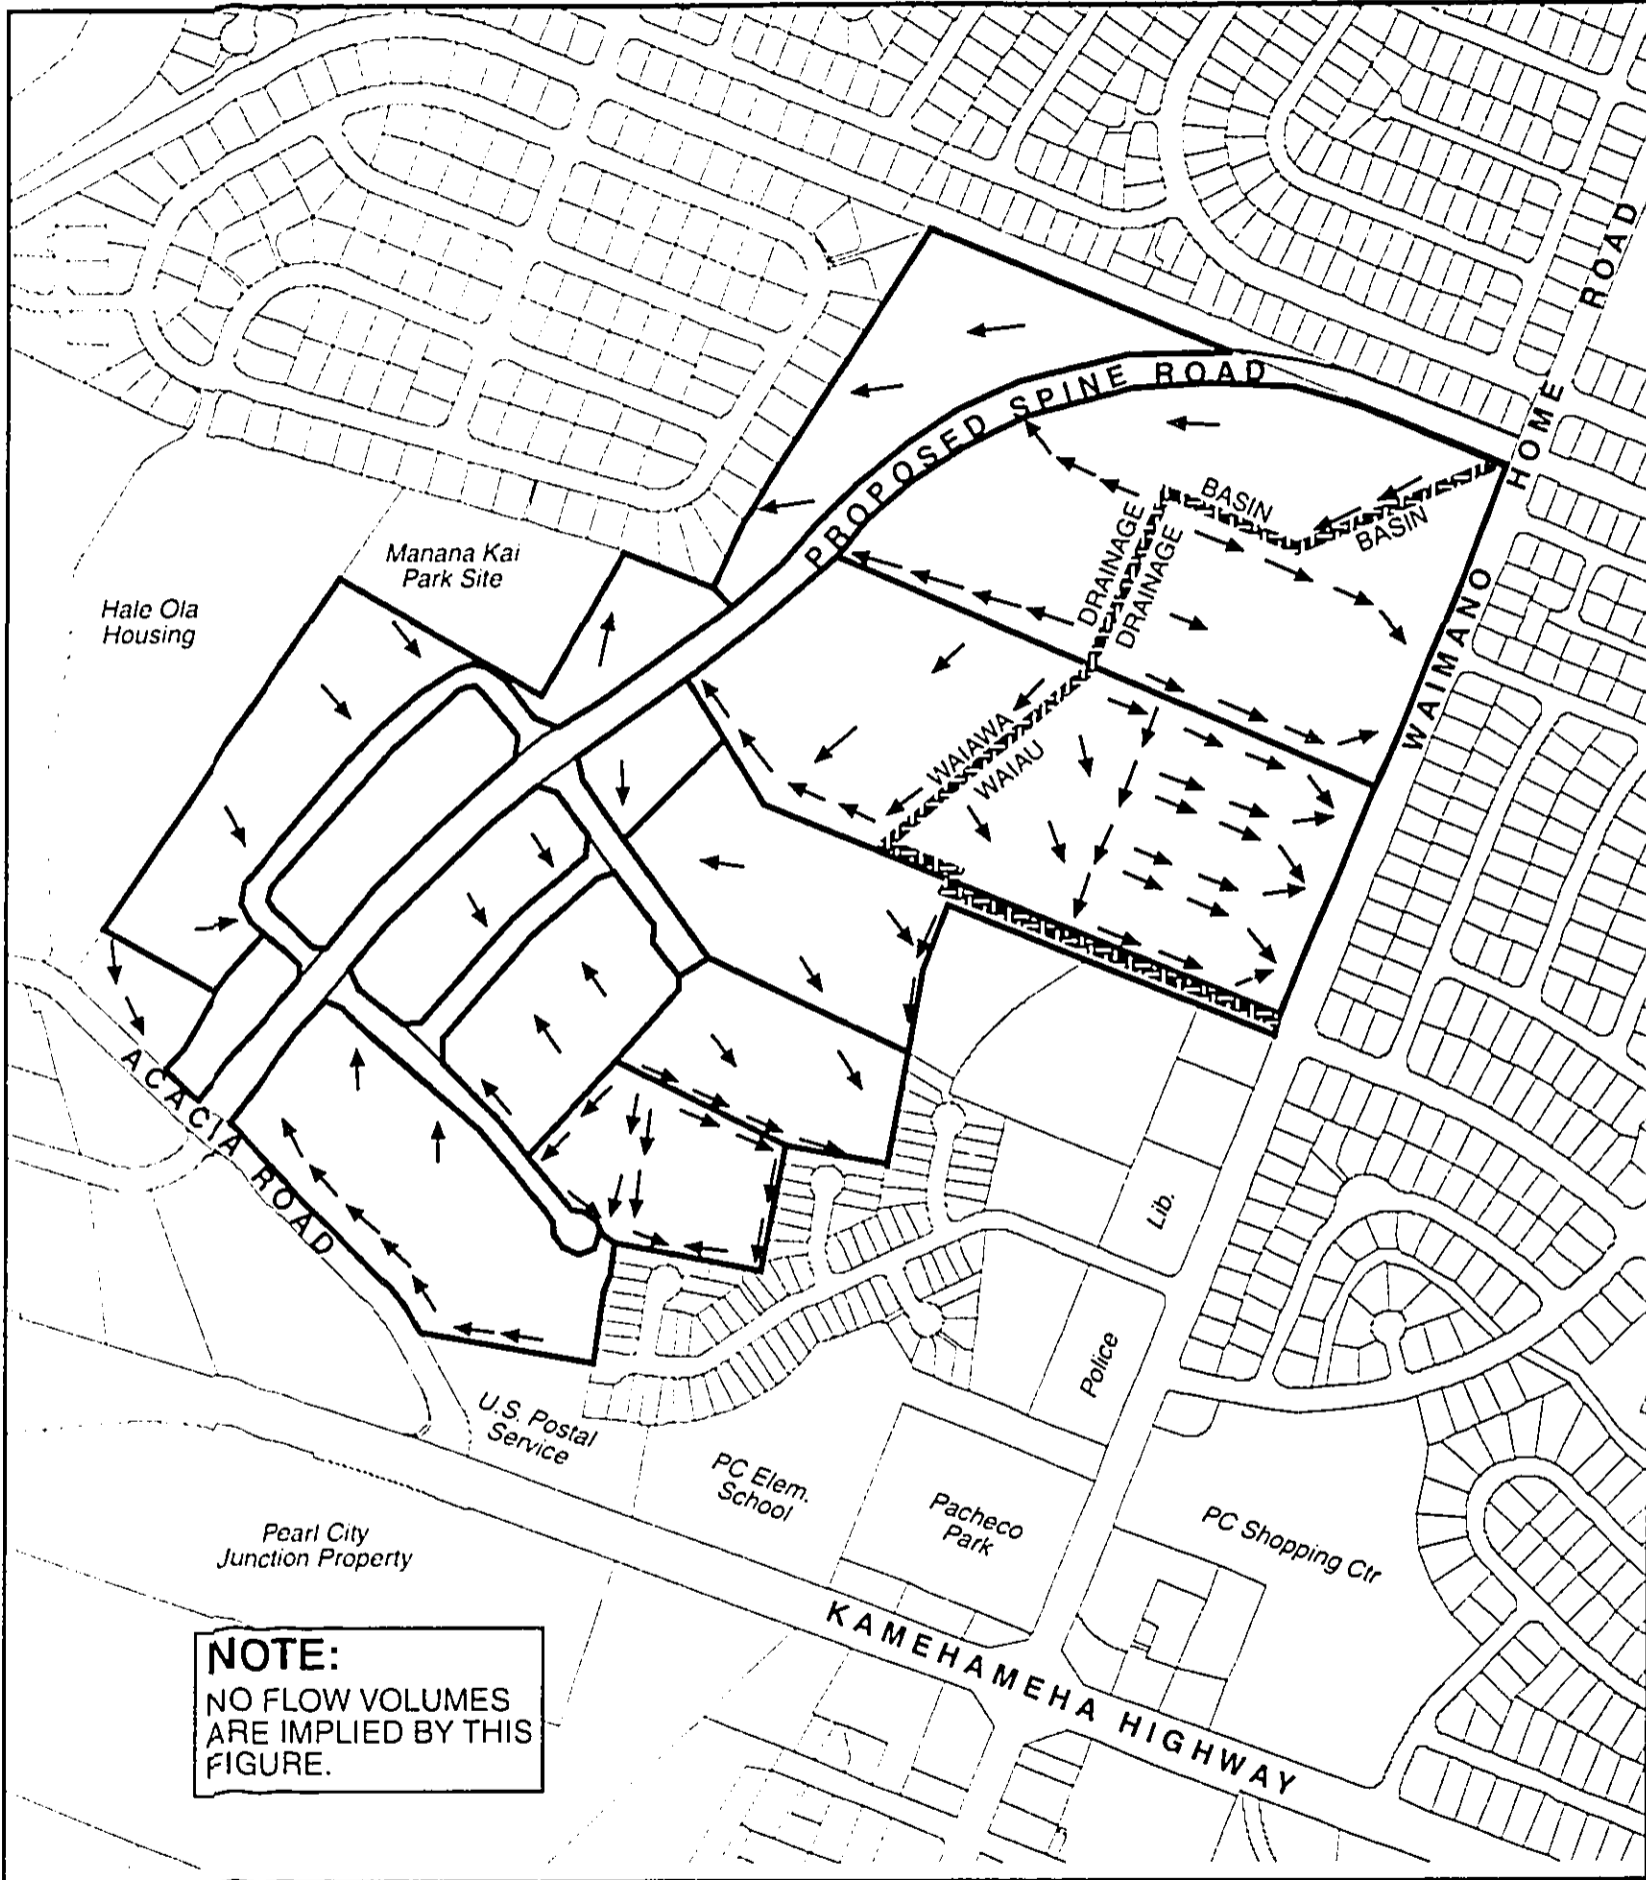 PROPOSED SPINE ROAD
WAIMANO HOME ROAD
BASIN
BASIN
DRAINAGE
DRAINAGE
WAIAWA
WAIAU
Manana Kai
Park Site
Hale Ola
Housing
ACACIA ROAD
Lib.
Police
U.S. Postal
Service
PC Elem.
School
Pacheco
Park
PC Shopping Ctr
Pearl City
Junction Property
KAMEHAMEHA HIGHWAY
NOTE:
NO FLOW VOLUMES
ARE IMPLIED BY THIS
FIGURE.